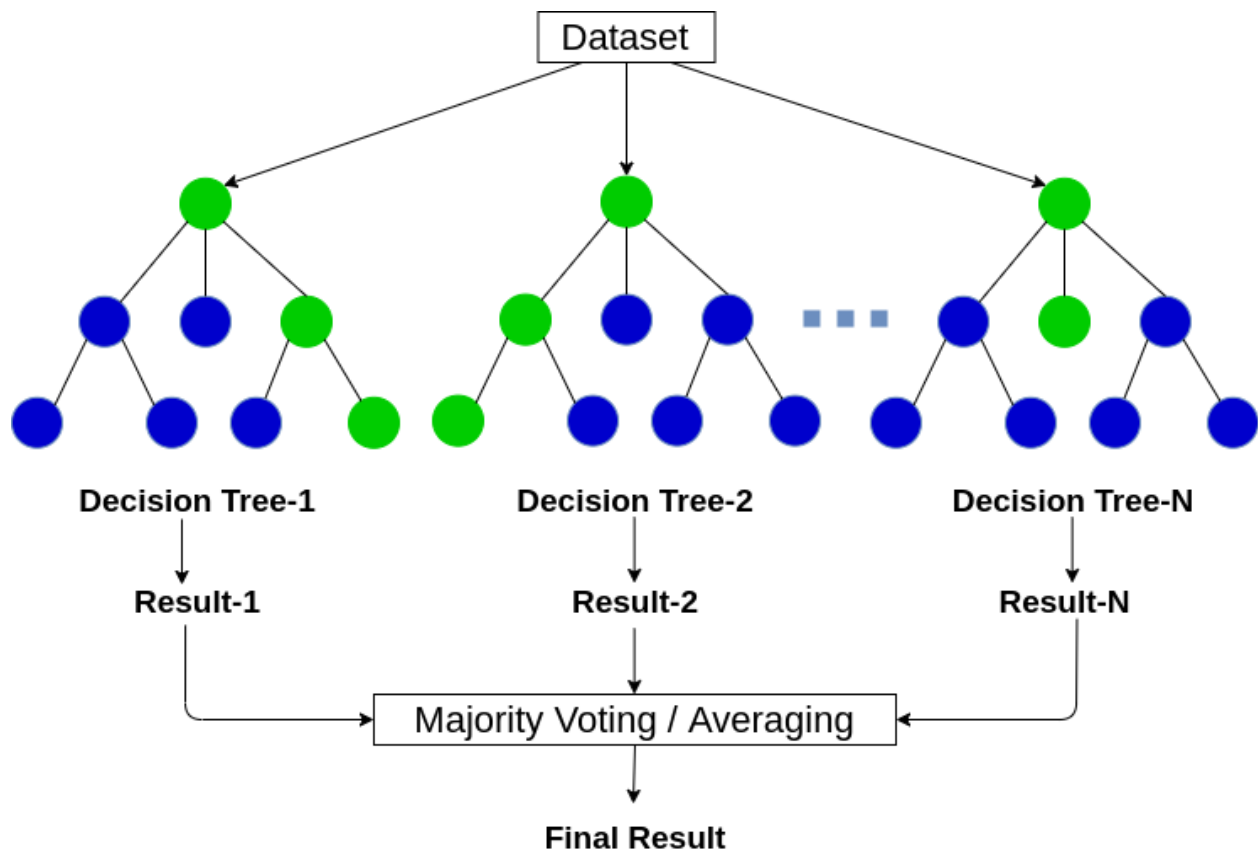 Dataset
Decision Tree-1
Decision Tree-2
Decision Tree-N
Result-1
Result-2
Result-N
Majority Voting / Averaging
Final Result